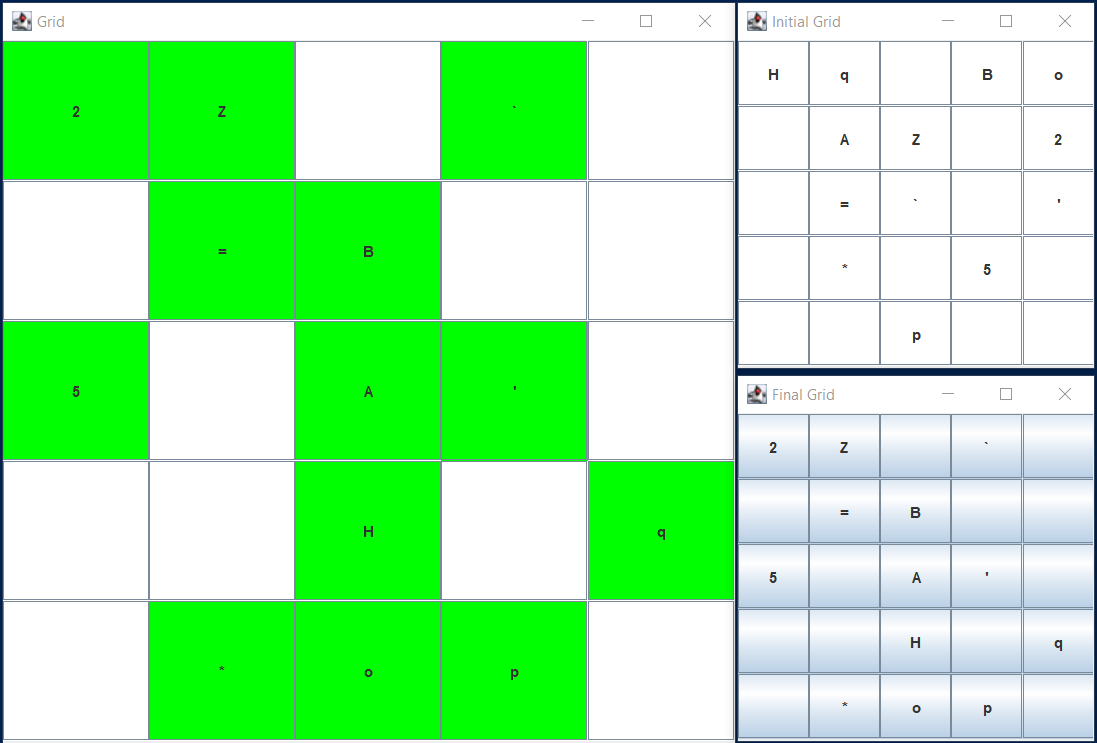 Grid
2 Z `
= B
5 A '
H q
* o p
Initial Grid
H q B o
A Z 2
= ` '
* 5
p
Final Grid
2 Z `
= B
5 A '
H q
* o p